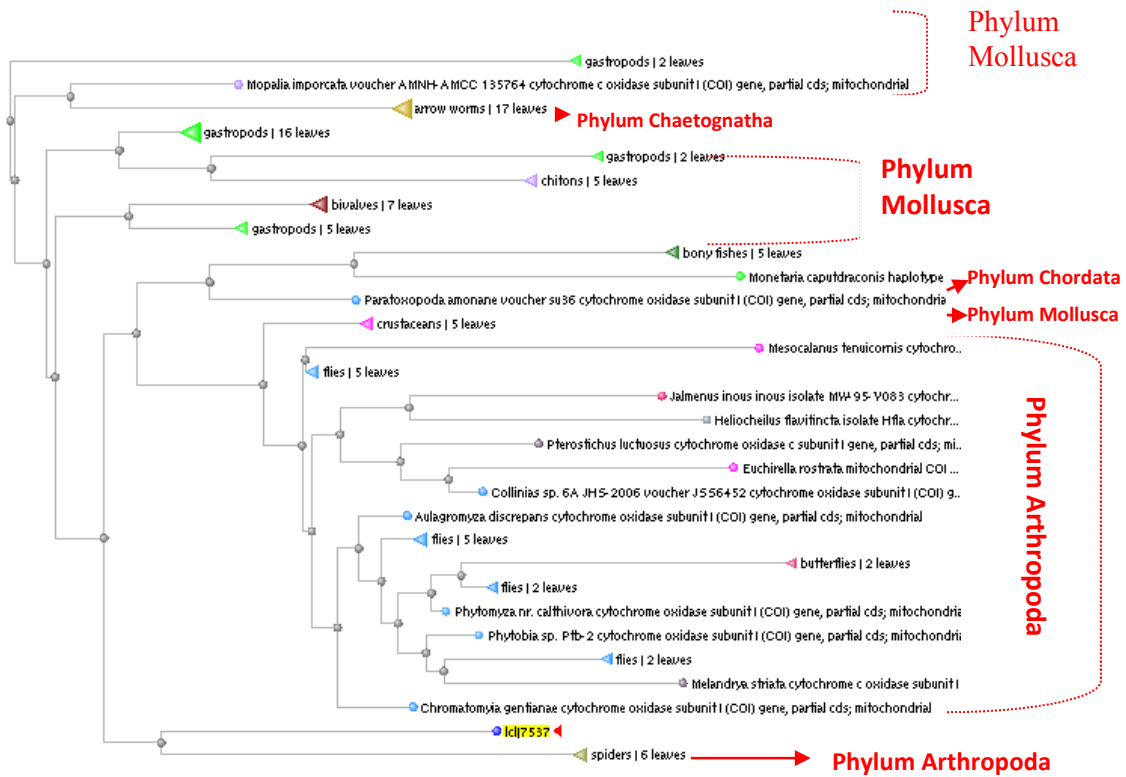 Phylum
Mollusca
gastropods | 2 leaves
Mopalia imporcata voucher AMNH-AMCC 135764 cytochrome c oxidase subunit I (COI) gene, partial cds; mitochondrial
arrow worms | 17 leaves
Phylum Chaetognatha
gastropods | 16 leaves
gastropods | 2 leaves
chitons | 5 leaves
Phylum
Mollusca
bivalves | 7 leaves
gastropods | 5 leaves
bony fishes | 5 leaves
Monetaria caputdraconis haplotype
Phylum Chordata
Paratoxopoda amonane voucher su36 cytochrome oxidase subunit I (COI) gene, partial cds; mitochondria
Phylum Mollusca
crustaceans | 5 leaves
Mesocalanus tenuicornis cytochro...
flies | 5 leaves
Jalmenus inous inous isolate MW-95-V083 cytochr...
Heliocheilus flavitincta isolate Hfla cytochr...
Pterostichus luctuosus cytochrome oxidase c subunit I gene, partial cds; mi...
Euchirella rostrata mitochondrial COI ...
Collinias sp. 6A JHS-2006 voucher JSS6452 cytochrome oxidase subunit I (COI) g...
Phylum Arthropoda
Aulagromyza discrepans cytochrome oxidase subunit I (COI) gene, partial cds; mitochondrial
flies | 5 leaves
butterflies | 2 leaves
flies | 2 leaves
Phytomyza nr. calthivora cytochrome oxidase subunit I (COI) gene, partial cds; mitochondria
Phytobia sp. Ptb-2 cytochrome oxidase subunit I (COI) gene, partial cds; mitochondria
flies | 2 leaves
Melandrya striata cytochrome c oxidase subunit I
Chromatomyia gentianae cytochrome oxidase subunit I (COI) gene, partial cds; mitochondrial
lcl|7537
spiders | 6 leaves
Phylum Arthropoda